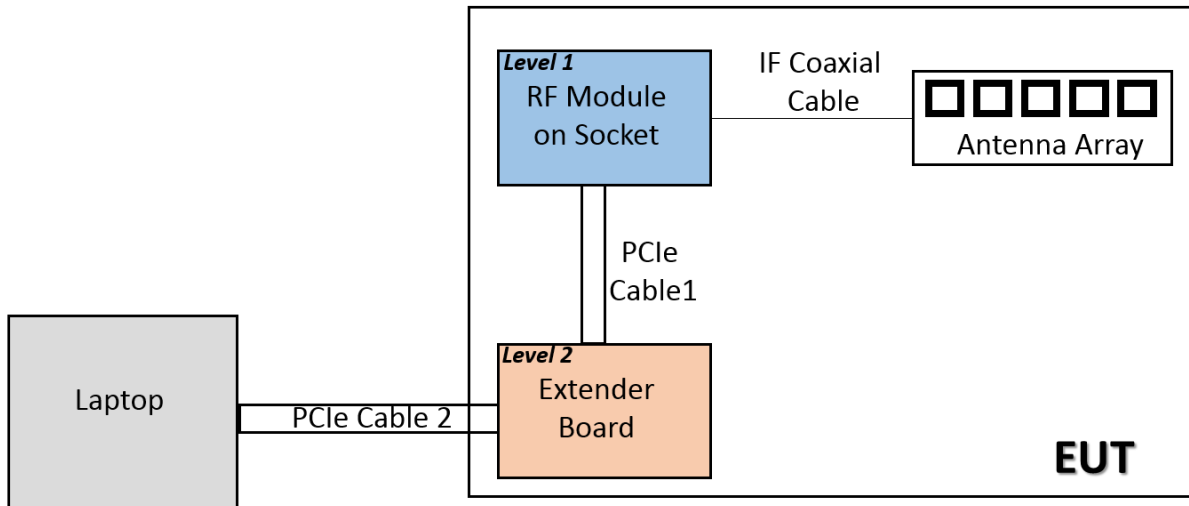 Level 1
RF Module
on Socket
IF Coaxial
Cable
Antenna Array
PCIe
Cable1
Level 2
Extender
Board
Laptop
PCIe Cable 2
EUT